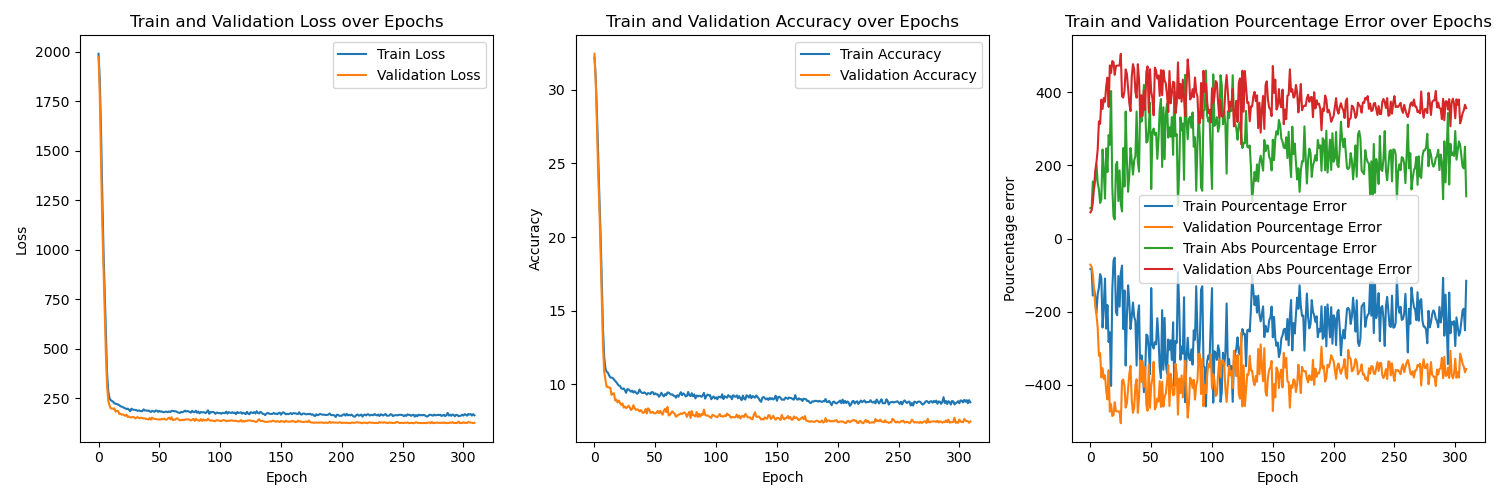 Train and Validation Loss over Epochs
Train Loss
Validation Loss
2000
1750
1500
1250
1000
750
500
250
Loss
0
50
100
150
200
250
300
Epoch
Train and Validation Accuracy over Epochs
Train Accuracy
Validation Accuracy
30
25
20
15
10
Accuracy
0
50
100
150
200
250
300
Epoch
Train and Validation Pourcentage Error over Epochs
400
200
0
−200
−400
Pourcentage error
Train Pourcentage Error
Validation Pourcentage Error
Train Abs Pourcentage Error
Validation Abs Pourcentage Error
0
50
100
150
200
250
300
Epoch